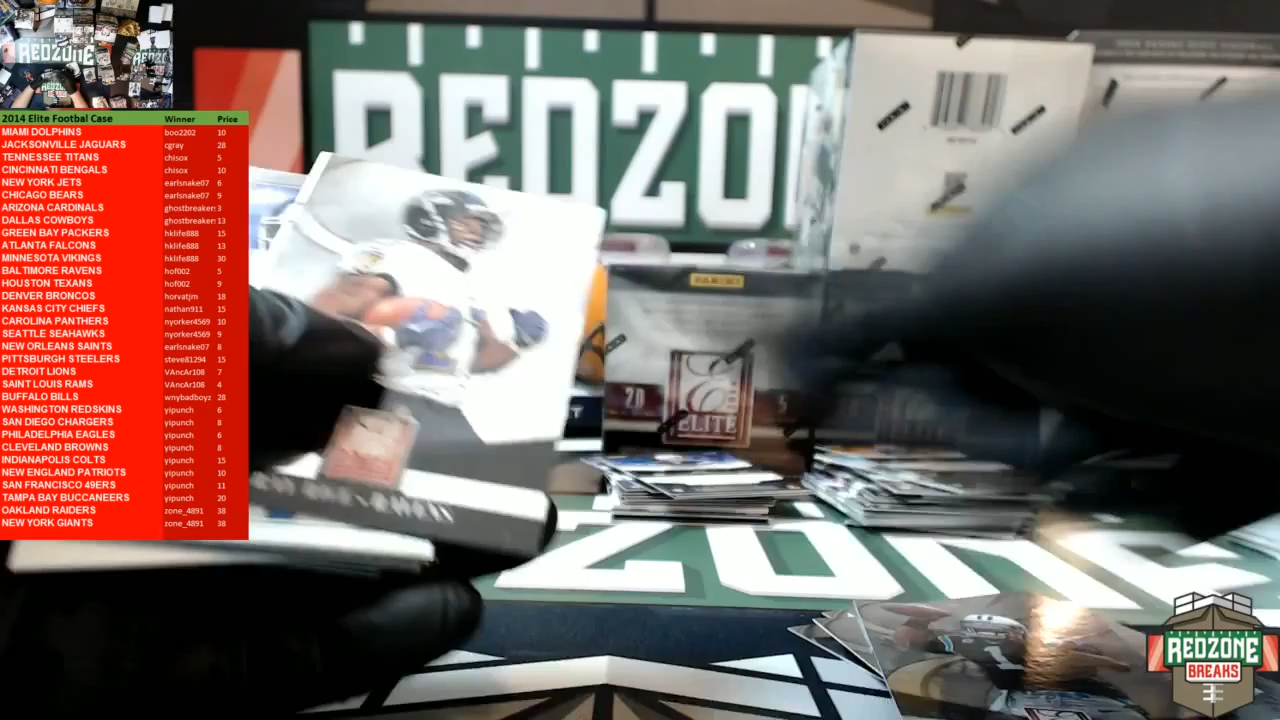 REDZONE
2014 Elite Footbal Case Winner Price
MIAMI DOLPHINS boo2202 10
JACKSONVILLE JAGUARS cgray 28
TENNESSEE TITANS chisox 5
CINCINNATI BENGALS chisox 10
NEW YORK JETS earlsnake07 6
CHICAGO BEARS earlsnake07 9
ARIZONA CARDINALS ghostbreaker 3
DALLAS COWBOYS ghostbreaker 13
GREEN BAY PACKERS hklife888 15
ATLANTA FALCONS hklife888 13
MINNESOTA VIKINGS hklife888 30
BALTIMORE RAVENS hof002 5
HOUSTON TEXANS hof002 9
DENVER BRONCOS horvatjm 18
KANSAS CITY CHIEFS nathan911 15
CAROLINA PANTHERS nyorker4569 10
SEATTLE SEAHAWKS nyorker4569 9
NEW ORLEANS SAINTS earlsnake07 8
PITTSBURGH STEELERS steve81294 15
DETROIT LIONS VAncAr108 7
SAINT LOUIS RAMS VAncAr108 4
BUFFALO BILLS wnybadboyz 28
WASHINGTON REDSKINS yipunch 6
SAN DIEGO CHARGERS yipunch 8
PHILADELPHIA EAGLES yipunch 6
CLEVELAND BROWNS yipunch 8
INDIANAPOLIS COLTS yipunch 15
NEW ENGLAND PATRIOTS yipunch 10
SAN FRANCISCO 49ERS yipunch 11
TAMPA BAY BUCCANEERS yipunch 20
OAKLAND RAIDERS zone_4891 38
NEW YORK GIANTS zone_4891 38
REDZO
PANINI
20
ELITE
5
ZONE
REDZONE
BREAKS